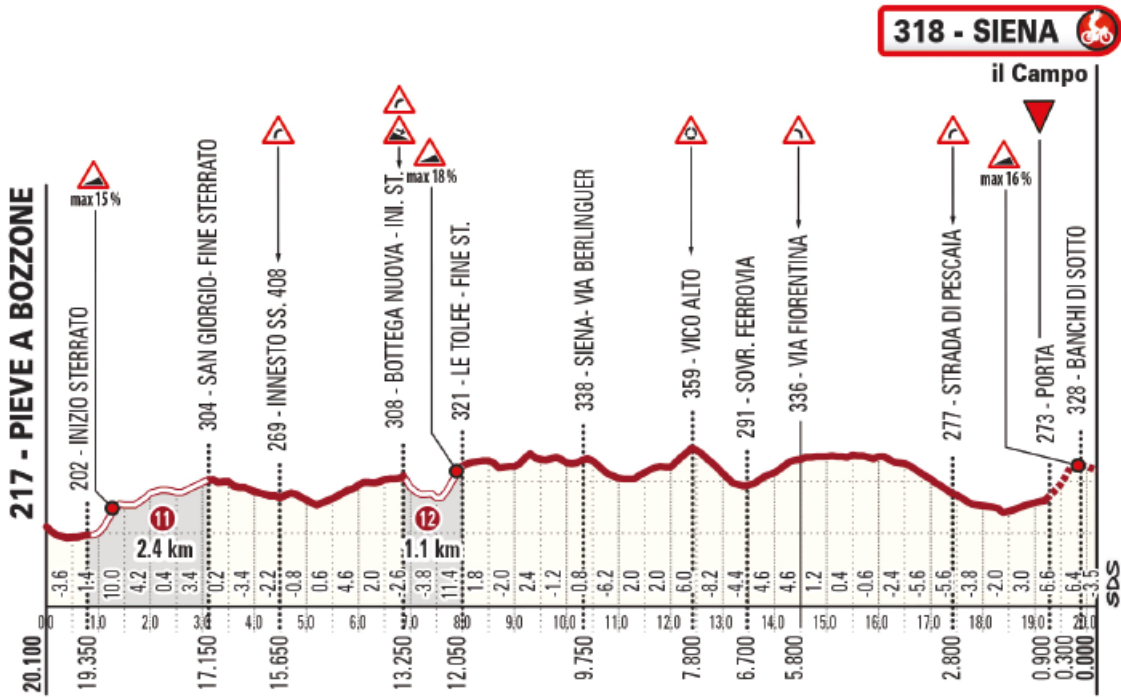 318 - SIENA
il Campo
217 - PIEVE A BOZZONE
max 15 %
202 - INIZIO STERRATO
304 - SAN GIORGIO- FINE STERRATO
269 - INNESTO SS. 408
308 - BOTTEGA NUOVA - INI. ST.
max 18 %
321 - LE TOLFE - FINE ST.
338 - SIENA- VIA BERLINGUER
359 - VICO ALTO
291 - SOVR. FERROVIA
336 - VIA FIORENTINA
277 - STRADA DI PESCAIA
max 16 %
273 - PORTA
328 - BANCHI DI SOTTO
11
2.4 km
12
1.1 km
-3.6 -1.4 10.0 4.2 0.4 3.4 0.2 -3.4 -2.2 -0.8 0.6 4.6 2.0 -2.6 -3.8 11.4 1.8 -2.0 2.4 -1.2 0.8 -6.2 2.0 2.0 6.0 -8.2 -4.4 4.6 4.6 1.2 0.4 -0.6 -2.4 -5.6 -5.6 -3.8 -2.0 3.0 -6.6 6.4 -3.5
SDS
0.0 1.0 2.0 3.0 4.0 5.0 6.0 7.0 8.0 9.0 10.0 11.0 12.0 13.0 14.0 15.0 16.0 17.0 18.0 19.0 20.0
20.100 19.350 17.150 15.650 13.250 12.050 9.750 7.800 6.700 5.800 2.800 0.900 0.300 0.000